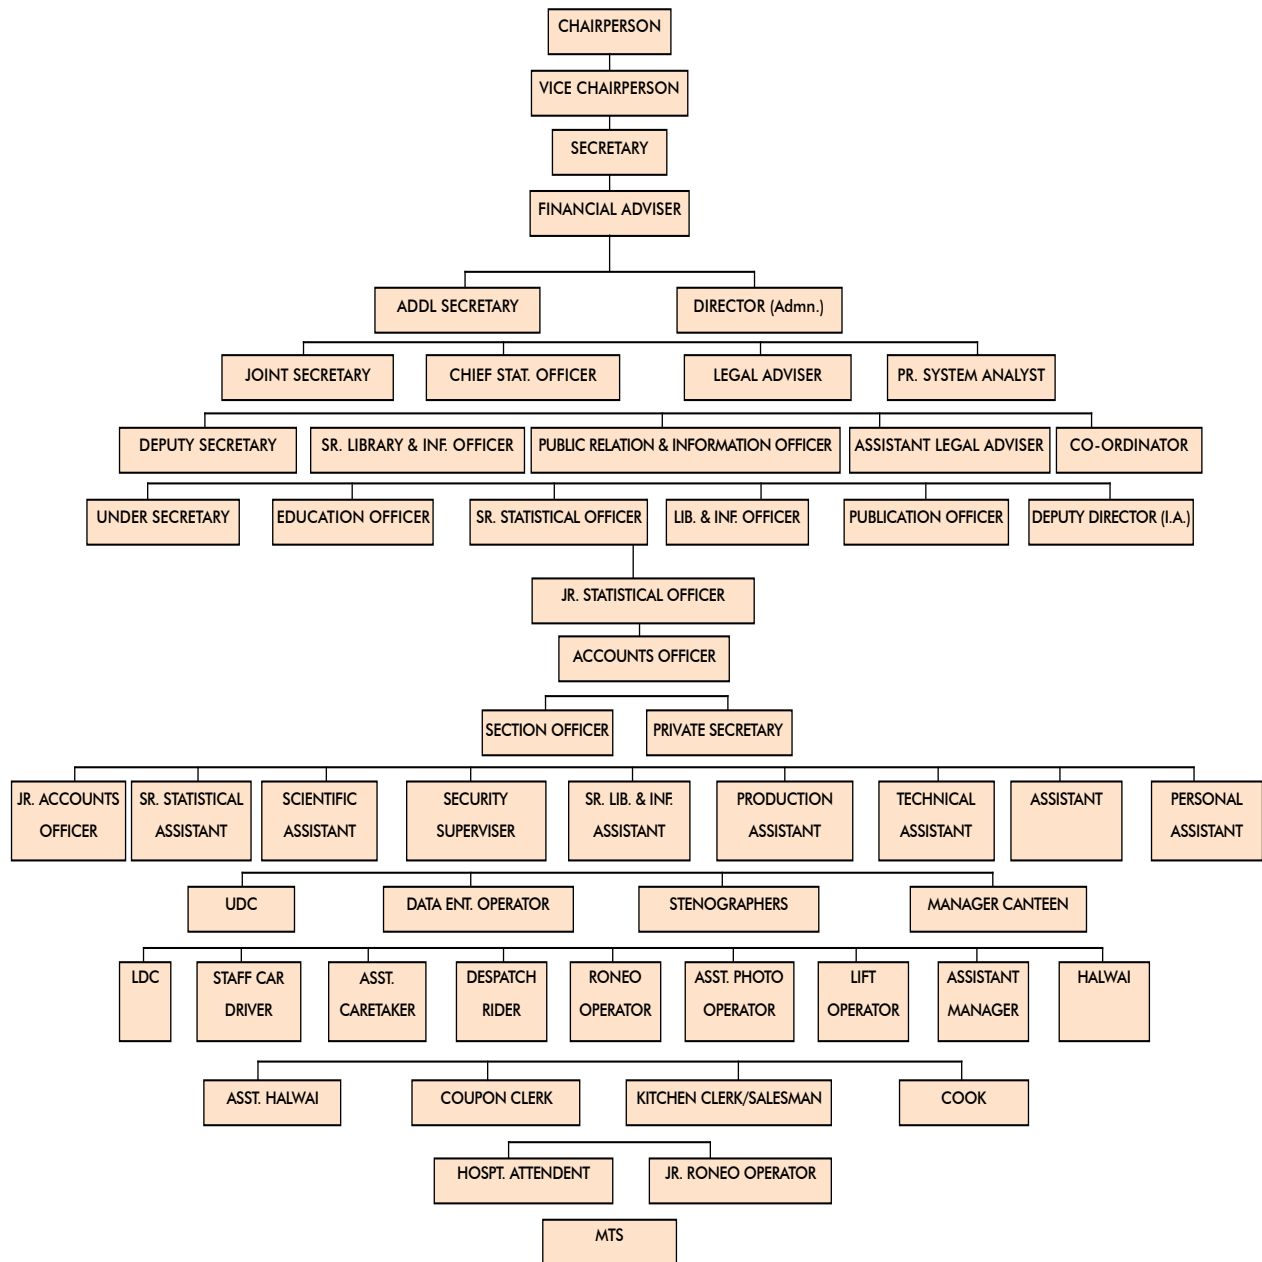 CHAIRPERSON
VICE CHAIRPERSON
SECRETARY
FINANCIAL ADVISER
ADDL SECRETARY
DIRECTOR (Admn.)
JOINT SECRETARY
CHIEF STAT. OFFICER
LEGAL ADVISER
PR. SYSTEM ANALYST
DEPUTY SECRETARY
SR. LIBRARY & INF. OFFICER
PUBLIC RELATION & INFORMATION OFFICER
ASSISTANT LEGAL ADVISER
CO-ORDINATOR
UNDER SECRETARY
EDUCATION OFFICER
SR. STATISTICAL OFFICER
LIB. & INF. OFFICER
PUBLICATION OFFICER
DEPUTY DIRECTOR (I.A.)
JR. STATISTICAL OFFICER
ACCOUNTS OFFICER
SECTION OFFICER
PRIVATE SECRETARY
JR. ACCOUNTS
OFFICER
SR. STATISTICAL
ASSISTANT
SCIENTIFIC
ASSISTANT
SECURITY
SUPERVISER
SR. LIB. & INF.
ASSISTANT
PRODUCTION
ASSISTANT
TECHNICAL
ASSISTANT
ASSISTANT
PERSONAL
ASSISTANT
UDC
DATA ENT. OPERATOR
STENOGRAPHERS
MANAGER CANTEEN
LDC
STAFF CAR
DRIVER
ASST.
CARETAKER
DESPATCH
RIDER
RONEO
OPERATOR
ASST. PHOTO
OPERATOR
LIFT
OPERATOR
ASSISTANT
MANAGER
HALWAI
ASST. HALWAI
COUPON CLERK
KITCHEN CLERK/SALESMAN
COOK
HOSPT. ATTENDENT
JR. RONEO OPERATOR
MTS